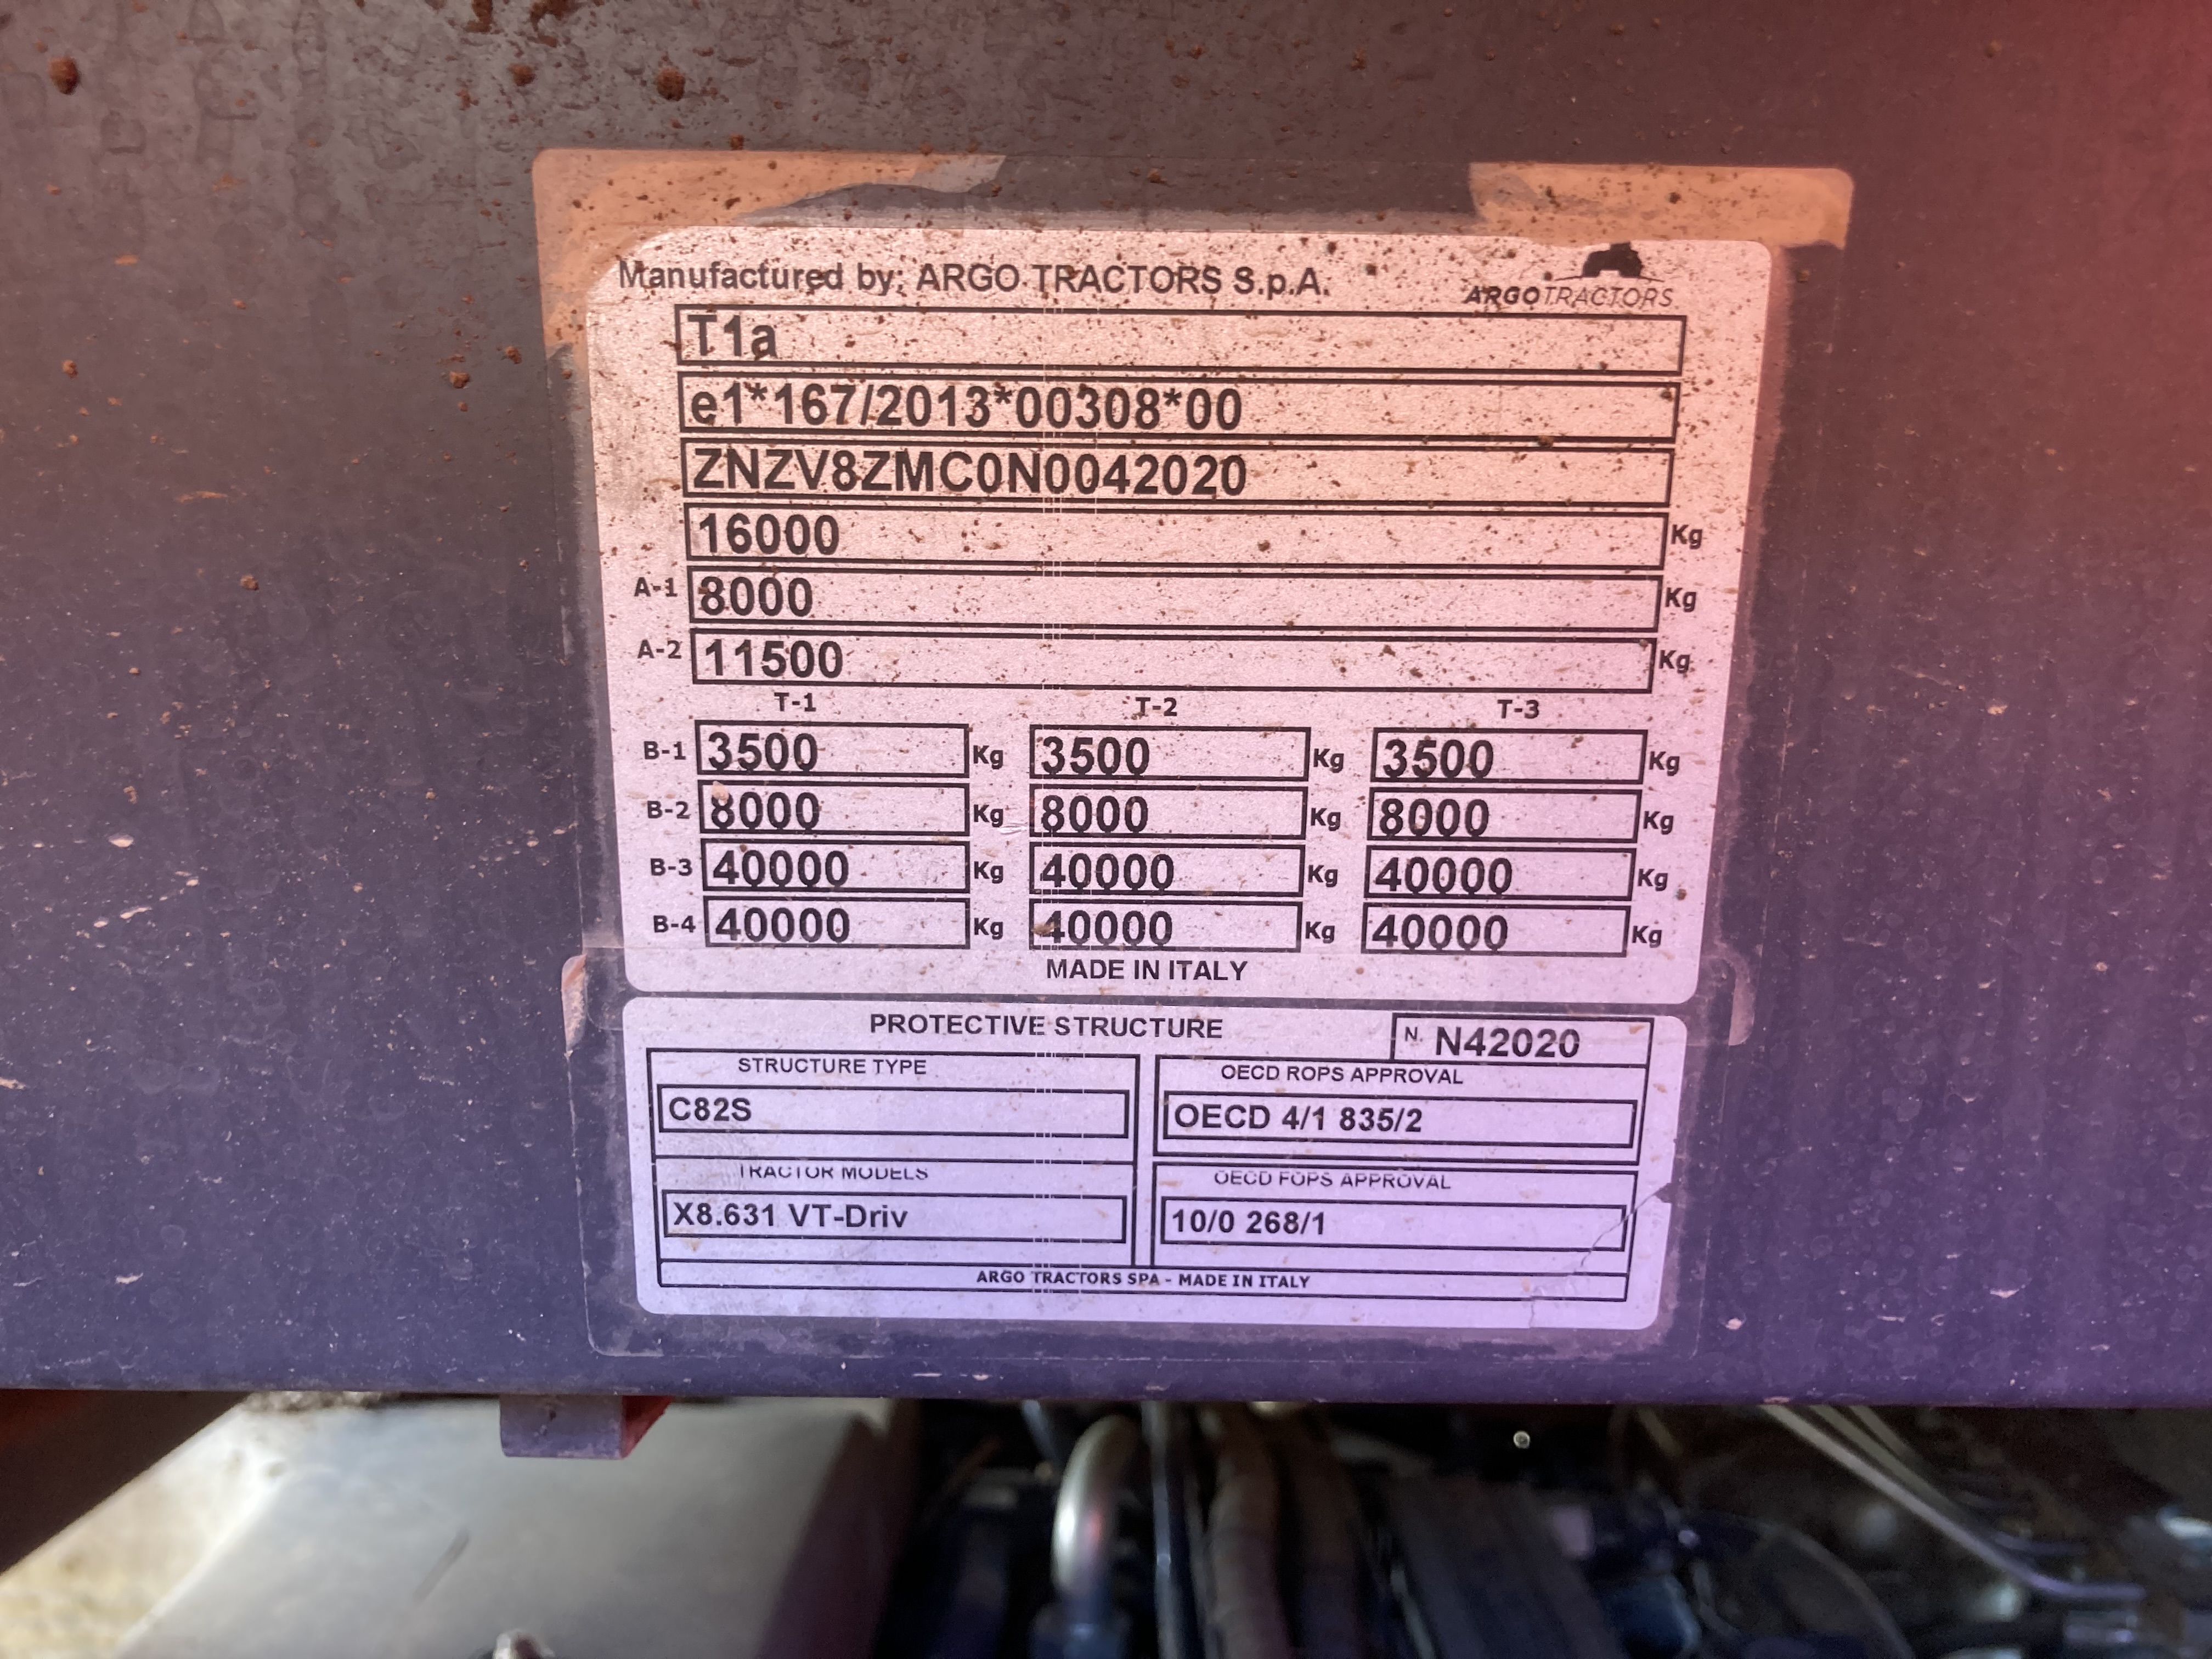 Manufactured by: ARGO TRACTORS S.p.A.
ARGOTRACTORS
T1a
e1*167/2013*00308*00
ZNZV8ZMC0N0042020
16000 Kg
A-1 8000 Kg
A-2 11500 Kg
T-1 T-2 T-3
B-1 3500 Kg 3500 Kg 3500 Kg
B-2 8000 Kg 8000 Kg 8000 Kg
B-3 40000 Kg 40000 Kg 40000 Kg
B-4 40000 Kg 40000 Kg 40000 Kg
MADE IN ITALY
PROTECTIVE STRUCTURE N. N42020
STRUCTURE TYPE OECD ROPS APPROVAL
C82S OECD 4/1 835/2
TRACTOR MODELS OECD FOPS APPROVAL
X8.631 VT-Driv 10/0 268/1
ARGO TRACTORS SPA - MADE IN ITALY